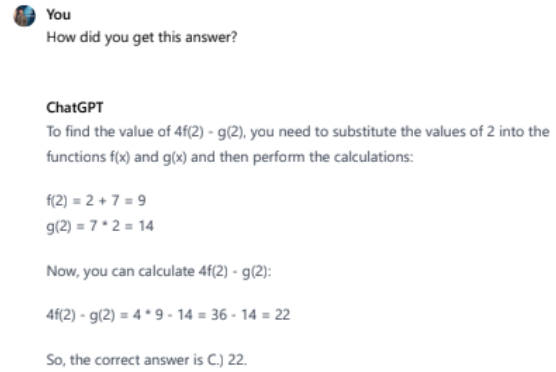 You
How did you get this answer?
ChatGPT
To find the value of 4f(2) - g(2), you need to substitute the values of 2 into the
functions f(x) and g(x) and then perform the calculations:
f(2) = 2 + 7 = 9
g(2) = 7 * 2 = 14
Now, you can calculate 4f(2) - g(2):
4f(2) - g(2) = 4 * 9 - 14 = 36 - 14 = 22
So, the correct answer is C.) 22.